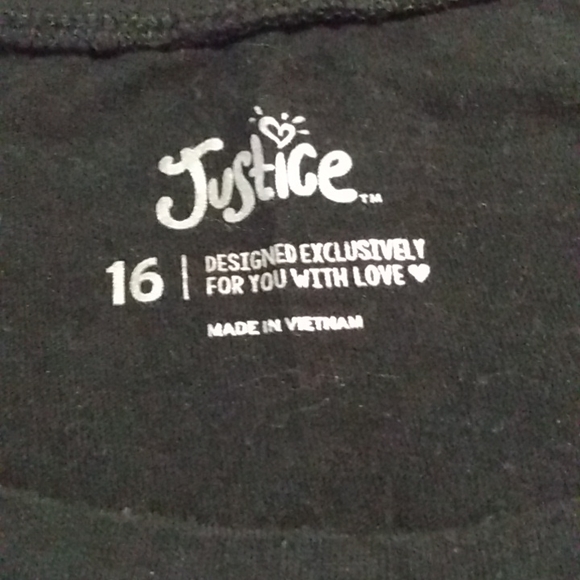 Justice™
16 | DESIGNED EXCLUSIVELY
FOR YOU WITH LOVE ♥
MADE IN VIETNAM